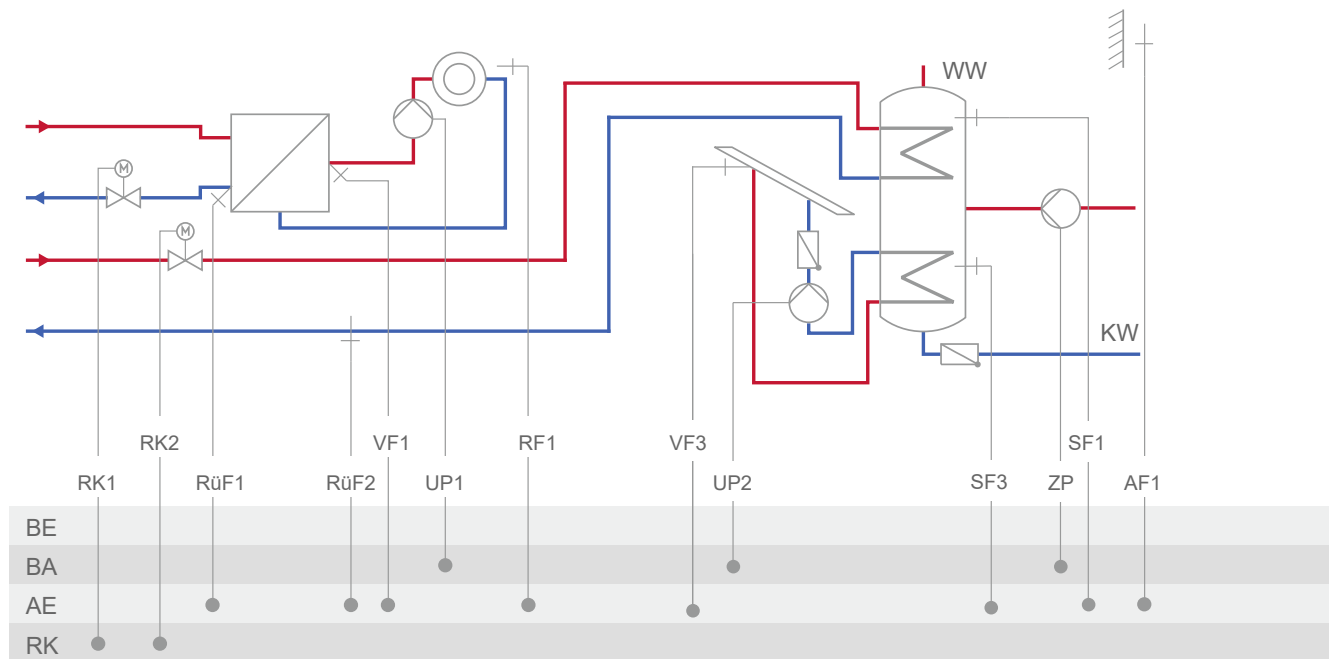 WW
M
M
KW
RK2 VF1 RF1 VF3 SF1
RK1 RüF1 RüF2 UP1 UP2 SF3 ZP AF1
BE
BA
AE
RK